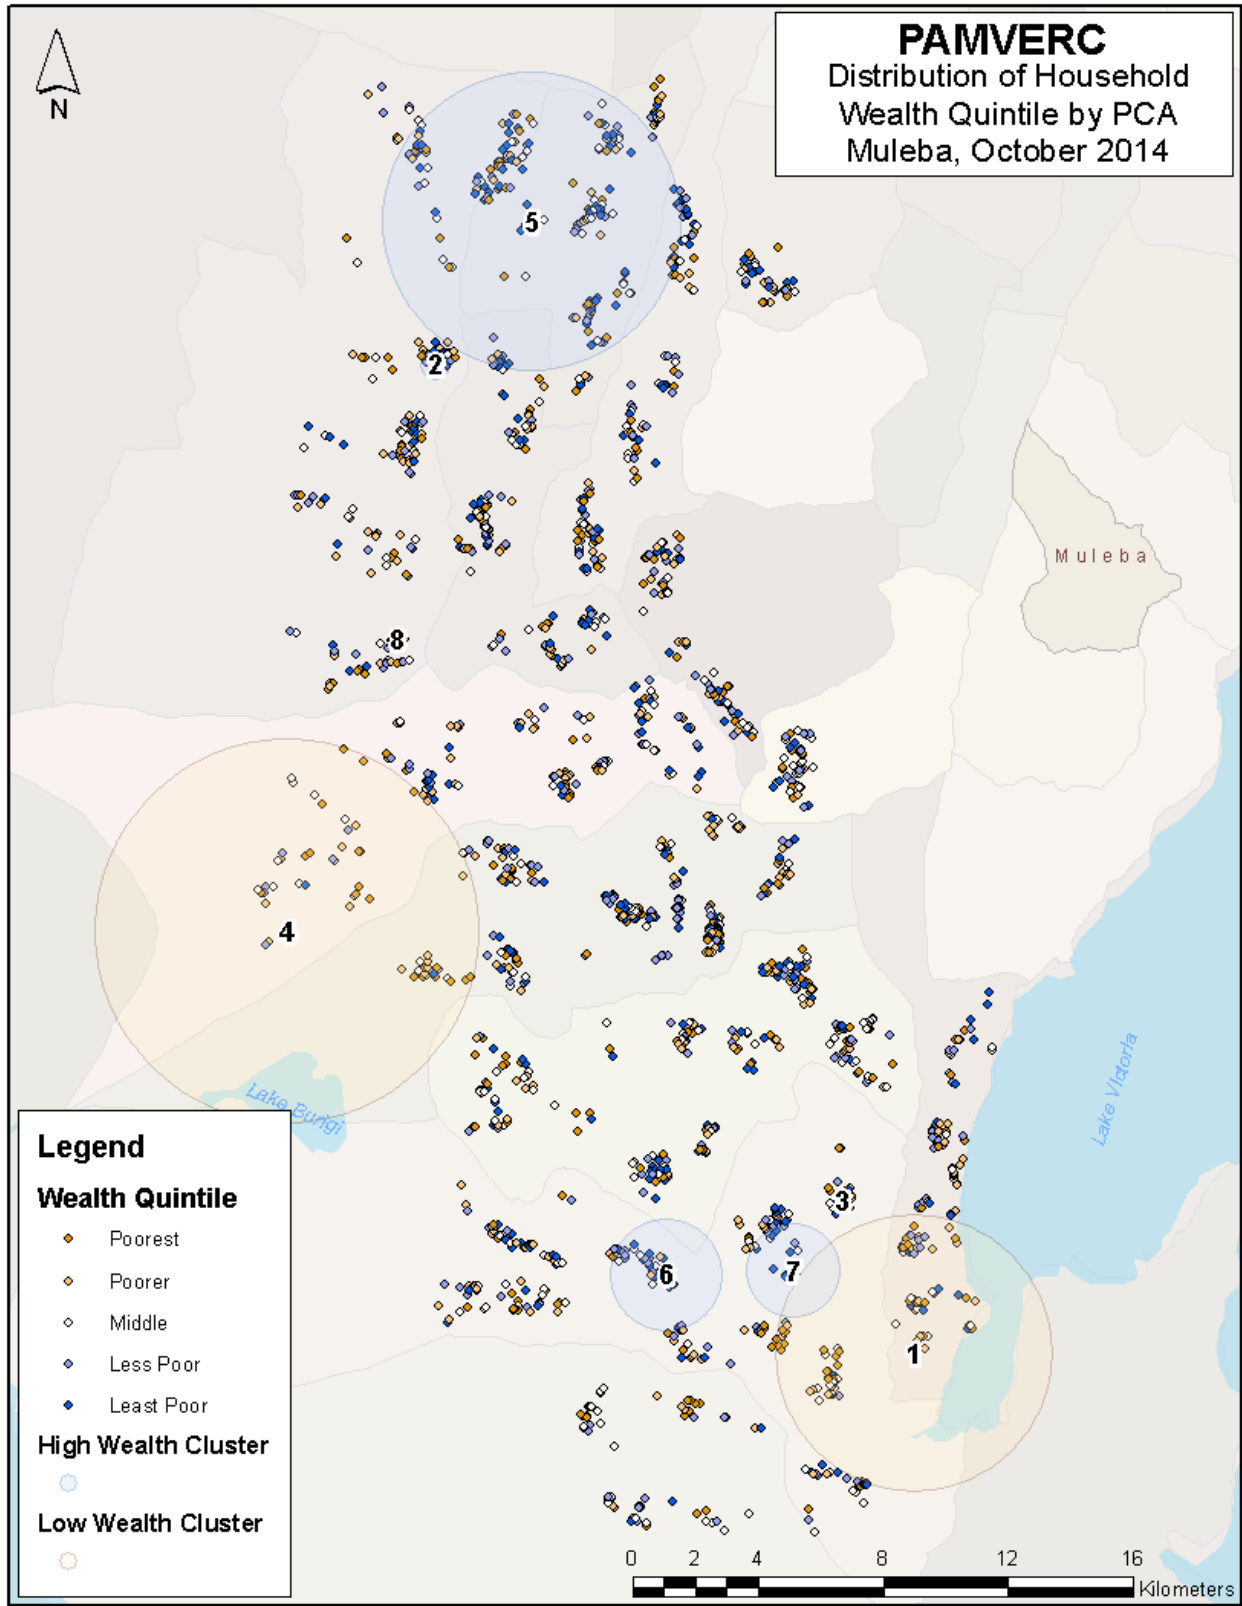 PAMVERC
Distribution of Household
Wealth Quintile by PCA
Muleba, October 2014
N
5
2
Muleba
8
4
Lake Burigi
Lake Victoria
3
6
7
1
Legend
Wealth Quintile
Poorest
Poorer
Middle
Less Poor
Least Poor
High Wealth Cluster
Low Wealth Cluster
0 2 4 8 12 16
Kilometers